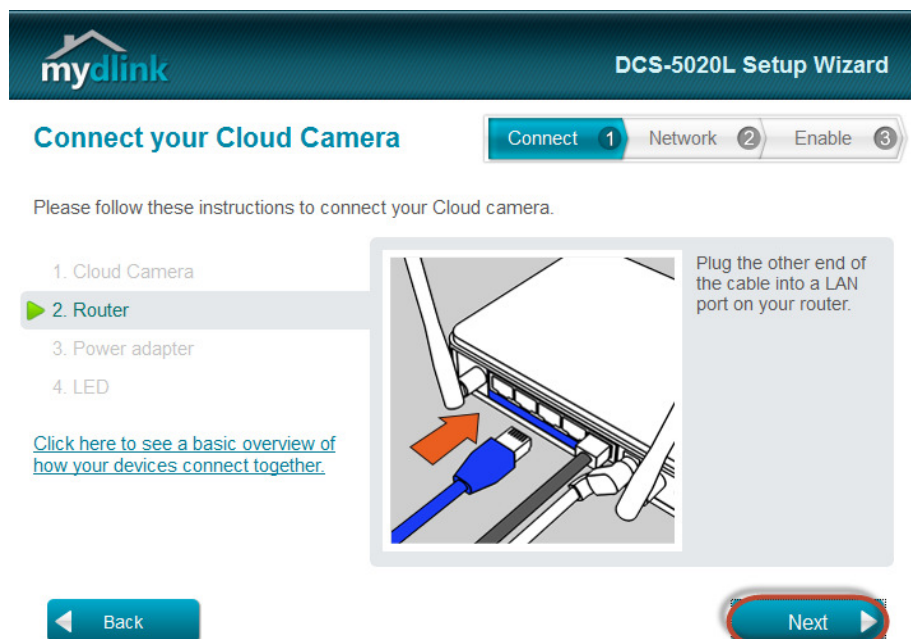 mydlink
DCS-5020L Setup Wizard
Connect your Cloud Camera
Connect 1 Network 2 Enable 3
Please follow these instructions to connect your Cloud camera.
1. Cloud Camera
2. Router
3. Power adapter
4. LED
Click here to see a basic overview of
how your devices connect together.
Plug the other end of
the cable into a LAN
port on your router.
Back
Next